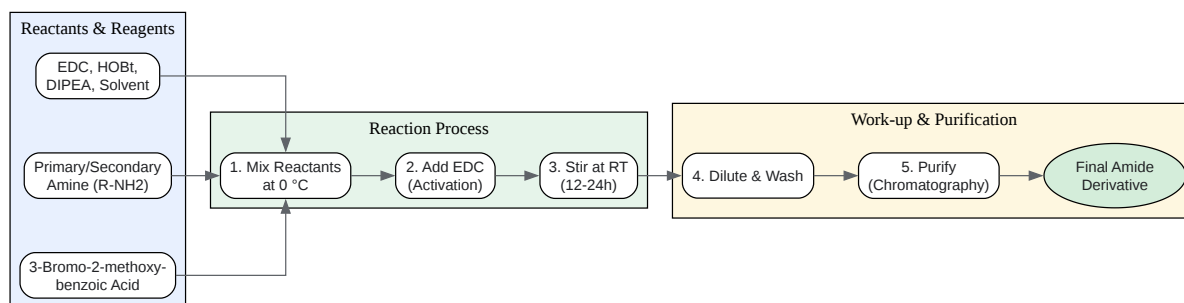 Reactants & Reagents
EDC, HOBt,
DIPEA, Solvent
Primary/Secondary
Amine (R-NH2)
3-Bromo-2-methoxy-
benzoic Acid
Reaction Process
1. Mix Reactants
at 0 °C
2. Add EDC
(Activation)
3. Stir at RT
(12-24h)
Work-up & Purification
4. Dilute & Wash
5. Purify
(Chromatography)
Final Amide
Derivative